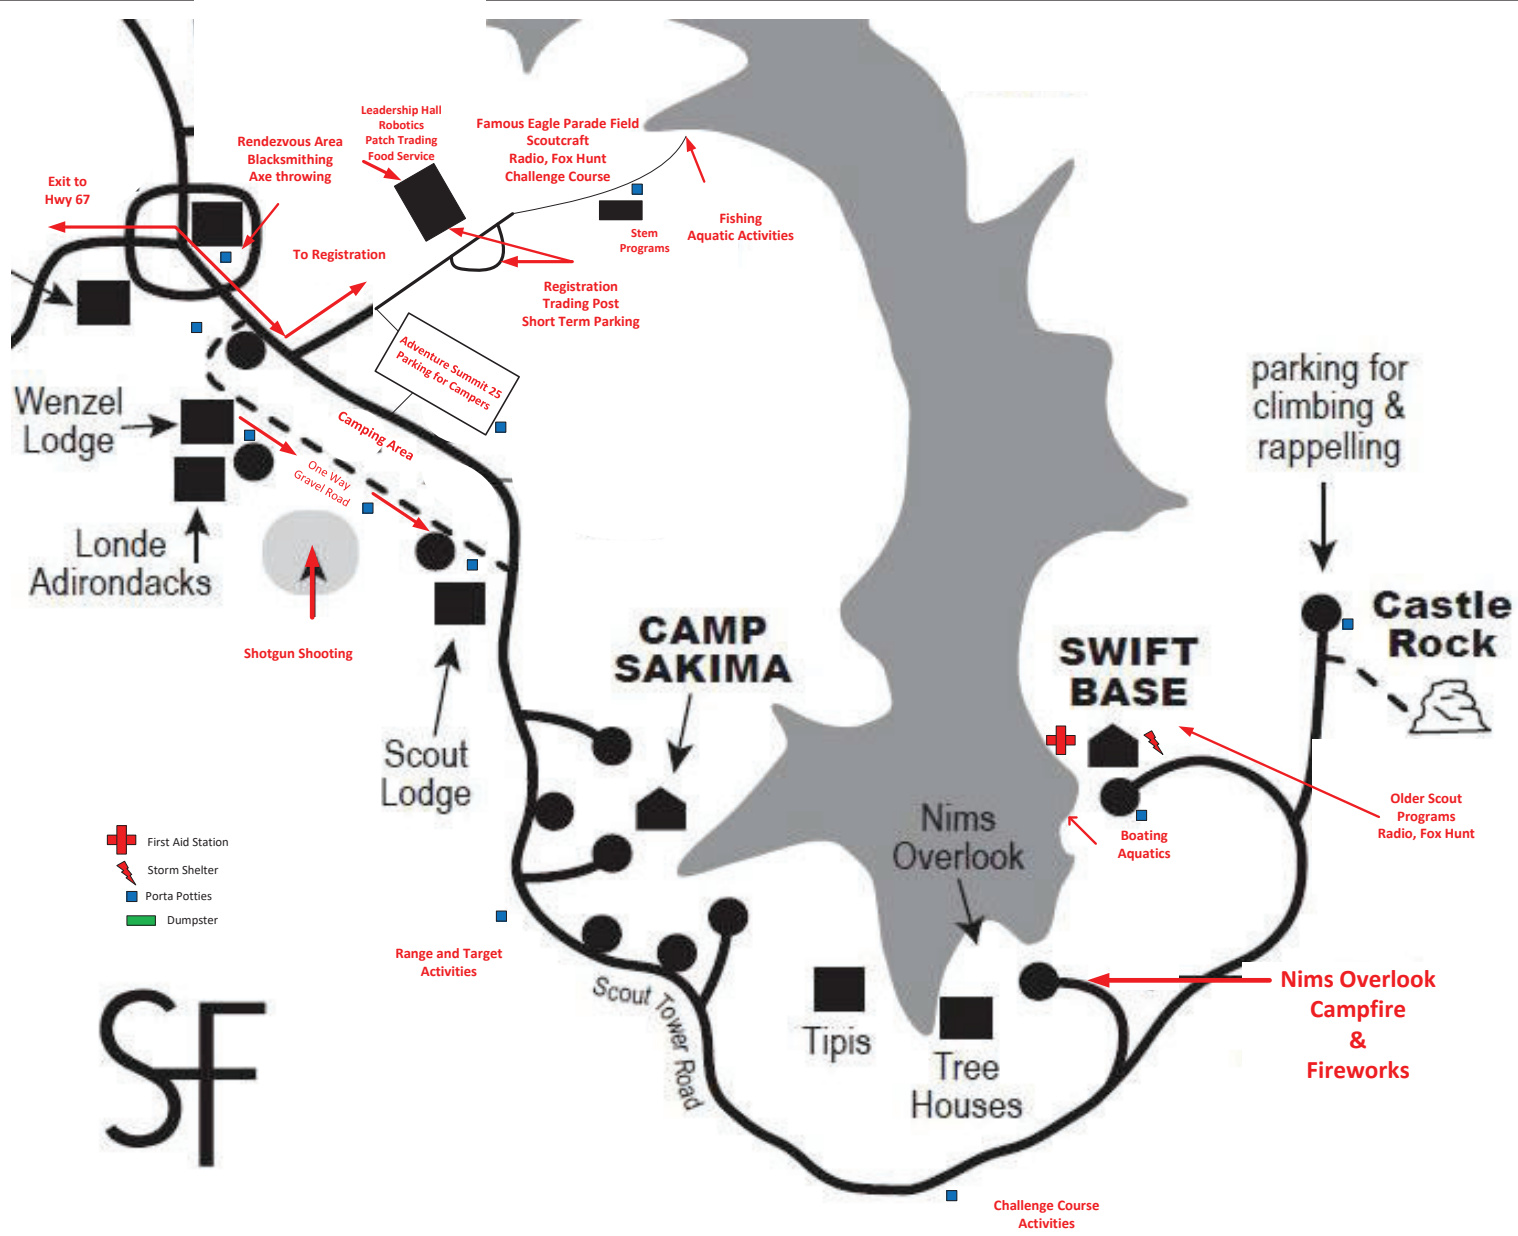 Leadership Hall
Robotics
Patch Trading
Food Service
Famous Eagle Parade Field
Scoutcraft
Radio, Fox Hunt
Challenge Course
Rendezvous Area
Blacksmithing
Axe throwing
Exit to
Hwy 67
To Registration
Stem
Programs
Fishing
Aquatic Activities
Registration
Trading Post
Short Term Parking
Adventure Summit 25
Parking for Campers
Camping Area
Wenzel
Lodge
One Way
Gravel Road
Londe
Adirondacks
Shotgun Shooting
parking for
climbing &
rappelling
Castle
Rock
CAMP
SAKIMA
SWIFT
BASE
Scout
Lodge
Nims
Overlook
Older Scout
Programs
Radio, Fox Hunt
Boating
Aquatics
First Aid Station
Storm Shelter
Porta Potties
Dumpster
Range and Target
Activities
Scout Tower Road
Tipis
Tree
Houses
Nims Overlook
Campfire
&
Fireworks
SF
Challenge Course
Activities